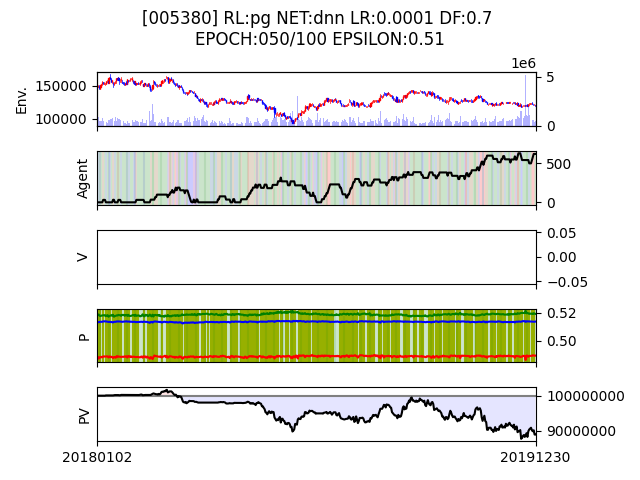 [005380] RL:pg NET:dnn LR:0.0001 DF:0.7
EPOCH:050/100 EPSILON:0.51
1e6
Env.
150000
100000
5
0
Agent
500
0
V
0.05
0.00
−0.05
P
0.52
0.50
PV
100000000
90000000
20180102
20191230